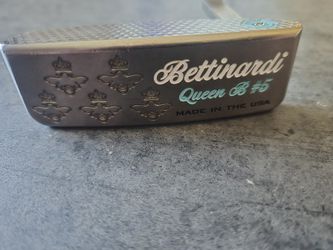 Bettinardi
Queen B #5
MADE IN THE USA